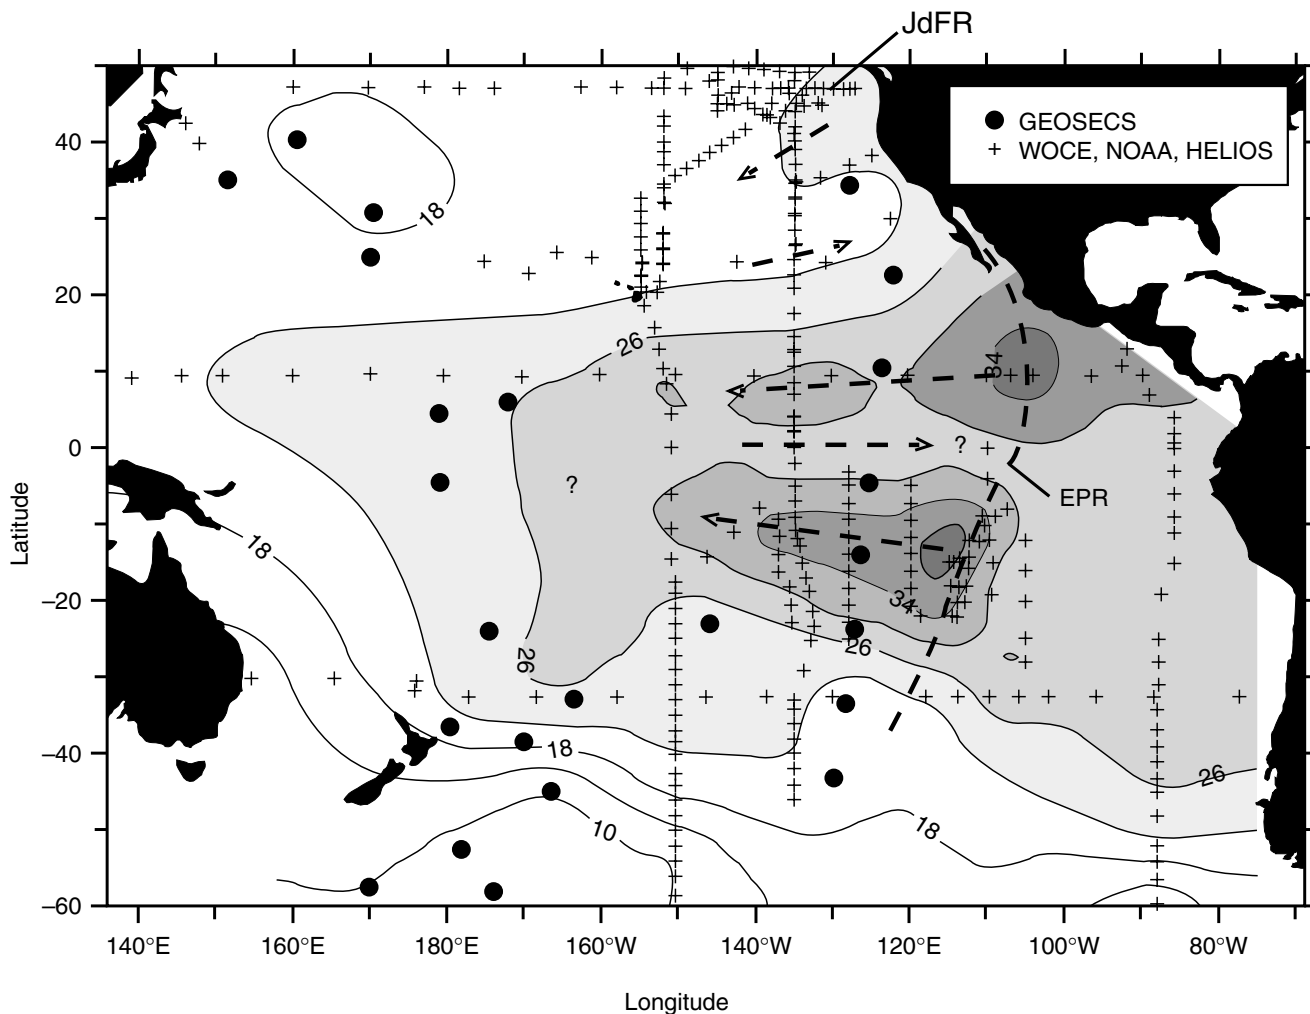 JdFR
GEOSECS
WOCE, NOAA, HELIOS
40
20
0
–20
–40
–60
Latitude
18
26
34
?
?
EPR
18
34
26
26
18
26
18
10
140°E
160°E
180°E
160°W
140°W
120°W
100°W
80°W
Longitude